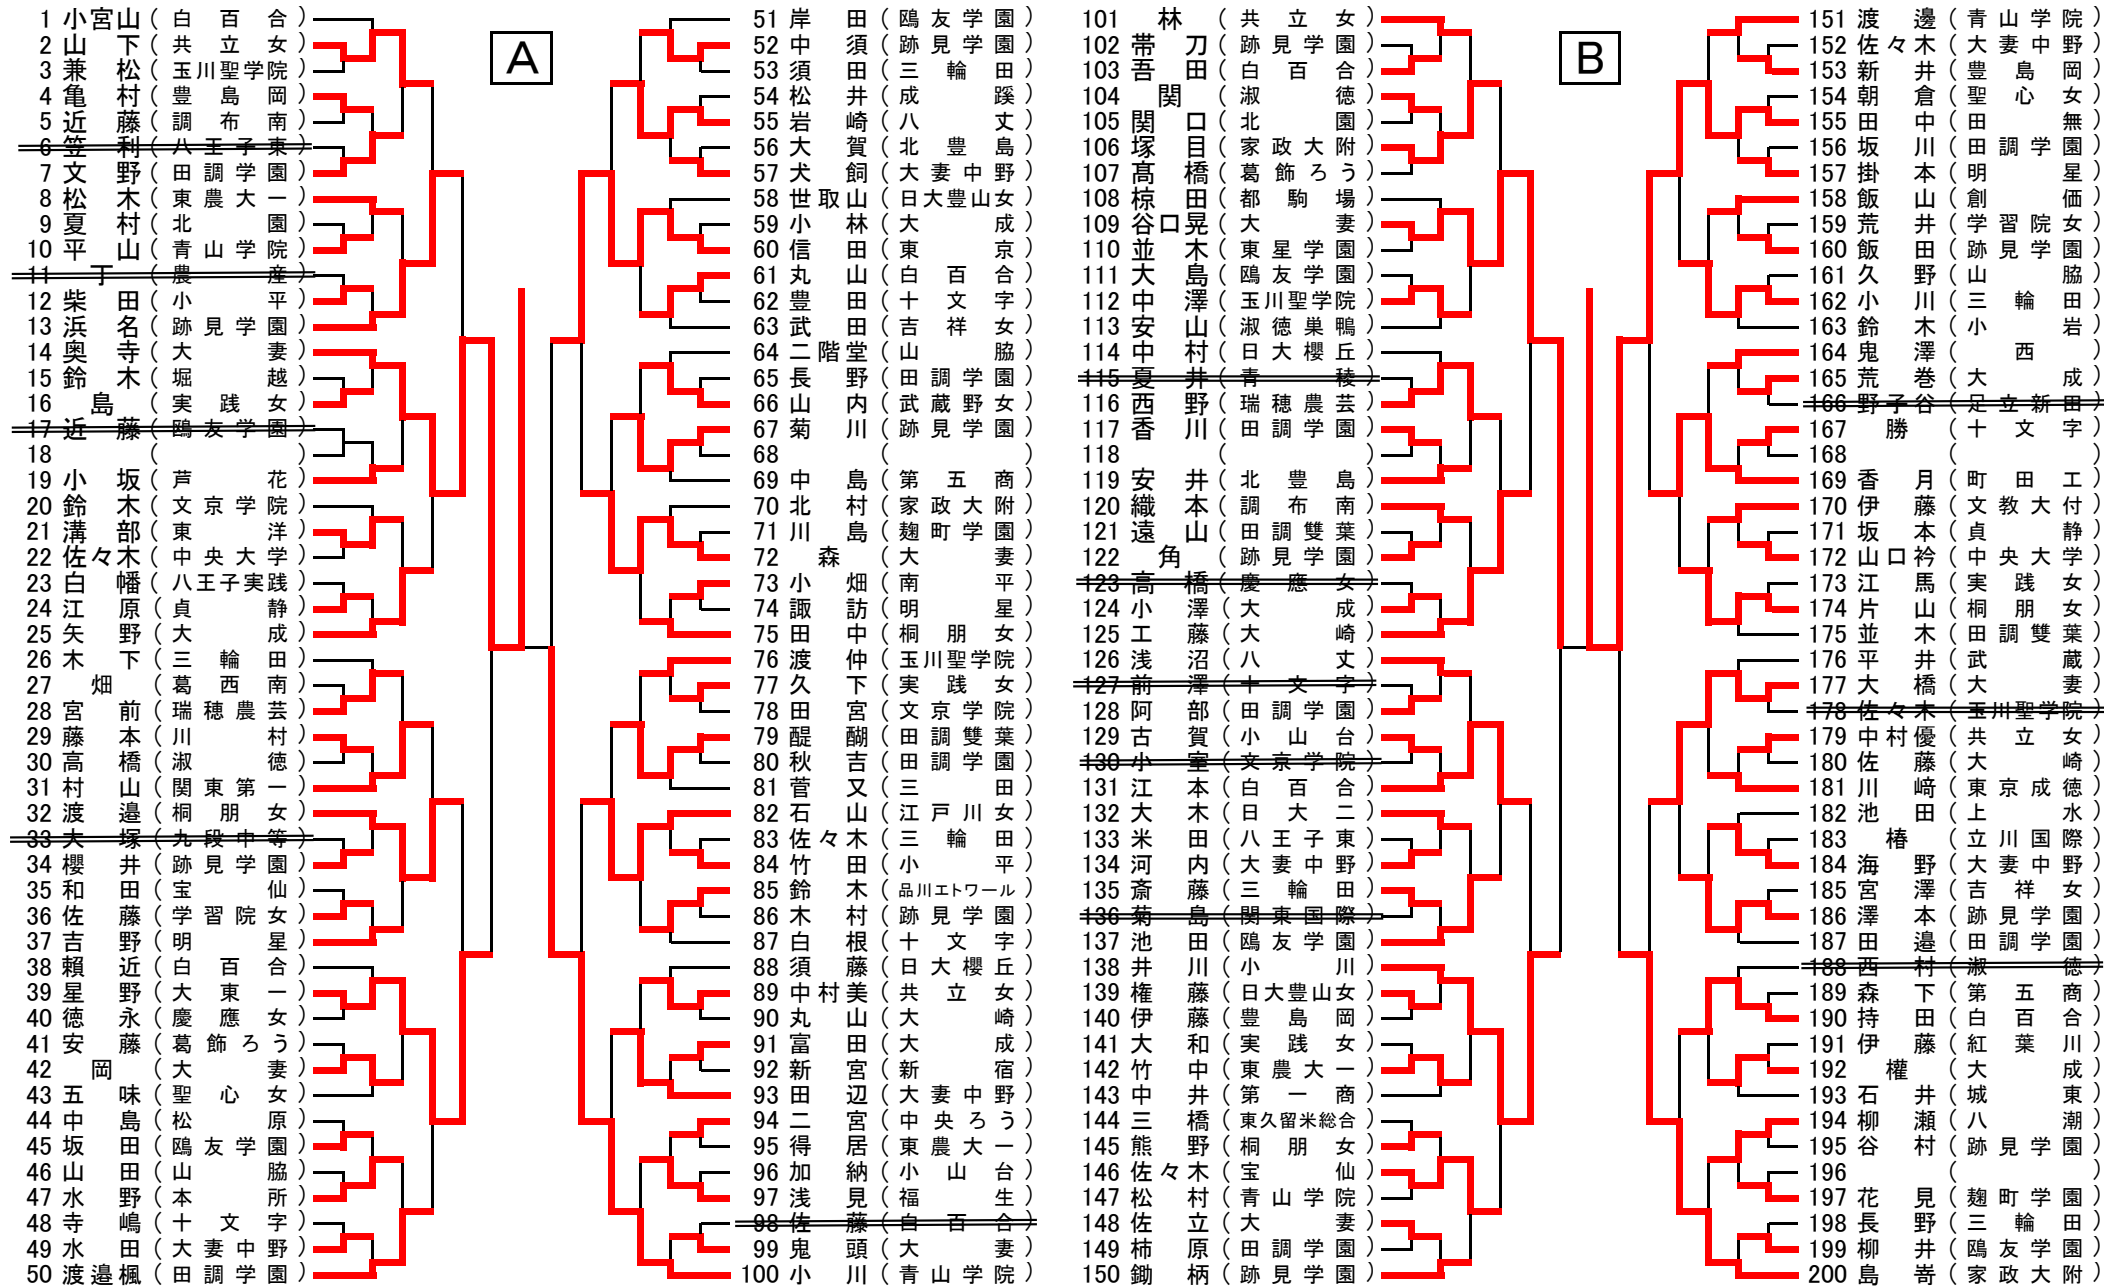 A
B
1 小宮山 (白百合)
2 山下 (共立女)
3 兼松 (玉川聖学院)
4 亀村 (豊島岡)
5 近藤 (調布南)
6 笠利 (八王子東)
7 文野 (田調学園)
8 松木 (東農大一)
9 夏村 (北園)
10 平山 (青山学院)
11 丁 (農産)
12 柴田 (小平)
13 浜名 (跡見学園)
14 奥寺 (大妻)
15 鈴木 (堀越)
16 島 (実践女)
17 近藤 (鴎友学園)
18 ( )
19 小坂 (芦花)
20 鈴木 (文京学院)
21 溝部 (東洋)
22 佐々木 (中央大学)
23 白幡 (八王子実践)
24 江原 (貞静)
25 矢野 (大成)
26 木下 (三輪田)
27 畑 (葛西南)
28 宮前 (瑞穂農芸)
29 藤本 (川村)
30 高橋 (淑徳)
31 村山 (関東第一)
32 渡邉 (桐朋女)
33 大塚 (九段中等)
34 櫻井 (跡見学園)
35 和田 (宝仙)
36 佐藤 (学習院女)
37 吉野 (明星)
38 頼近 (白百合)
39 星野 (大東一)
40 徳永 (慶應女)
41 安藤 (葛飾ろう)
42 岡 (大妻)
43 五味 (聖心女)
44 中島 (松原)
45 坂田 (鴎友学園)
46 山田 (山脇)
47 水野 (本所)
48 寺嶋 (十文字)
49 水田 (大妻中野)
50 渡邉楓 (田調学園)
51 岸田 (鴎友学園)
52 中須 (跡見学園)
53 須田 (三輪田)
54 松井 (成蹊)
55 岩崎 (八丈)
56 大賀 (北豊島)
57 犬飼 (大妻中野)
58 世取山 (日大豊山女)
59 小林 (大成)
60 信田 (東京)
61 丸山 (白百合)
62 豊田 (十文字)
63 武田 (吉祥女)
64 二階堂 (山脇)
65 長野 (田調学園)
66 山内 (武蔵野女)
67 菊川 (跡見学園)
68 ( )
69 中島 (第五商)
70 北村 (家政大附)
71 川島 (麹町学園)
72 森 (大妻)
73 小畑 (南平)
74 諏訪 (明星)
75 田中 (桐朋女)
76 渡仲 (玉川聖学院)
77 久下 (実践女)
78 田宮 (文京学院)
79 醍醐 (田調雙葉)
80 秋吉 (田調学園)
81 菅又 (三田)
82 石山 (江戸川女)
83 佐々木 (三輪田)
84 竹田 (小平)
85 鈴木 (品川エトワール)
86 木村 (跡見学園)
87 白根 (十文字)
88 須藤 (日大櫻丘)
89 中村美 (共立女)
90 丸山 (大崎)
91 富田 (大成)
92 新宮 (新宿)
93 田辺 (大妻中野)
94 二宮 (中央ろう)
95 得居 (東農大一)
96 加納 (小山台)
97 浅見 (福生)
98 佐藤 (白百合)
99 鬼頭 (大妻)
100 小川 (青山学院)
101 林 (共立女)
102 帯刀 (跡見学園)
103 吾田 (白百合)
104 関 (淑徳)
105 関口 (北園)
106 塚目 (家政大附)
107 髙橋 (葛飾ろう)
108 椋田 (都駒場)
109 谷口晃 (大妻)
110 並木 (東星学園)
111 大島 (鴎友学園)
112 中澤 (玉川聖学院)
113 安山 (淑徳巣鴨)
114 中村 (日大櫻丘)
115 夏井 (青稜)
116 西野 (瑞穂農芸)
117 香川 (田調学園)
118 ( )
119 安井 (北豊島)
120 織本 (調布南)
121 遠山 (田調雙葉)
122 角 (跡見学園)
123 高橋 (慶應女)
124 小澤 (大成)
125 工藤 (大崎)
126 浅沼 (八丈)
127 前澤 (十文字)
128 阿部 (田調学園)
129 古賀 (小山台)
130 小室 (文京学院)
131 江本 (白百合)
132 大木 (日大二)
133 米田 (八王子東)
134 河内 (大妻中野)
135 斎藤 (三輪田)
136 菊島 (関東国際)
137 池田 (鴎友学園)
138 井川 (小川)
139 権藤 (日大豊山女)
140 伊藤 (豊島岡)
141 大和 (実践女)
142 竹中 (東農大一)
143 中井 (第一商)
144 三橋 (東久留米総合)
145 熊野 (桐朋女)
146 佐々木 (宝仙)
147 松村 (青山学院)
148 佐立 (大妻)
149 柿原 (田調学園)
150 鋤柄 (跡見学園)
151 渡邊 (青山学院)
152 佐々木 (大妻中野)
153 新井 (豊島岡)
154 朝倉 (聖心女)
155 田中 (田無)
156 坂川 (田調学園)
157 掛本 (明星)
158 飯山 (創価)
159 荒井 (学習院女)
160 飯田 (跡見学園)
161 久野 (山脇)
162 小川 (三輪田)
163 鈴木 (小岩)
164 鬼澤 (西)
165 荒巻 (大成)
166 野子谷 (足立新田)
167 勝 (十文字)
168 ( )
169 香月 (町田工)
170 伊藤 (文教大付)
171 坂本 (貞静)
172 山口衿 (中央大学)
173 江馬 (実践女)
174 片山 (桐朋女)
175 並木 (田調雙葉)
176 平井 (武蔵)
177 大橋 (大妻)
178 佐々木 (玉川聖学院)
179 中村優 (共立女)
180 佐藤 (大崎)
181 川﨑 (東京成徳)
182 池田 (上水)
183 椿 (立川国際)
184 海野 (大妻中野)
185 宮澤 (吉祥女)
186 澤本 (跡見学園)
187 田邉 (田調学園)
188 西村 (淑徳)
189 森下 (第五商)
190 持田 (白百合)
191 伊藤 (紅葉川)
192 權 (大成)
193 石井 (城東)
194 柳瀬 (八潮)
195 谷村 (跡見学園)
196 ( )
197 花見 (麹町学園)
198 長野 (三輪田)
199 柳井 (鴎友学園)
200 島嵜 (家政大附)